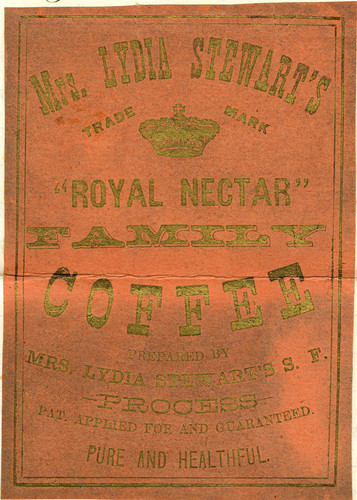 Mrs. LYDIA STEWART'S
TRADE MARK
"ROYAL NECTAR"
FAMILY
COFFEE
PREPARED BY
MRS. LYDIA STEWART'S S. F.
PROCESS
PAT. APPLIED FOR AND GUARANTEED.
PURE AND HEALTHFUL.